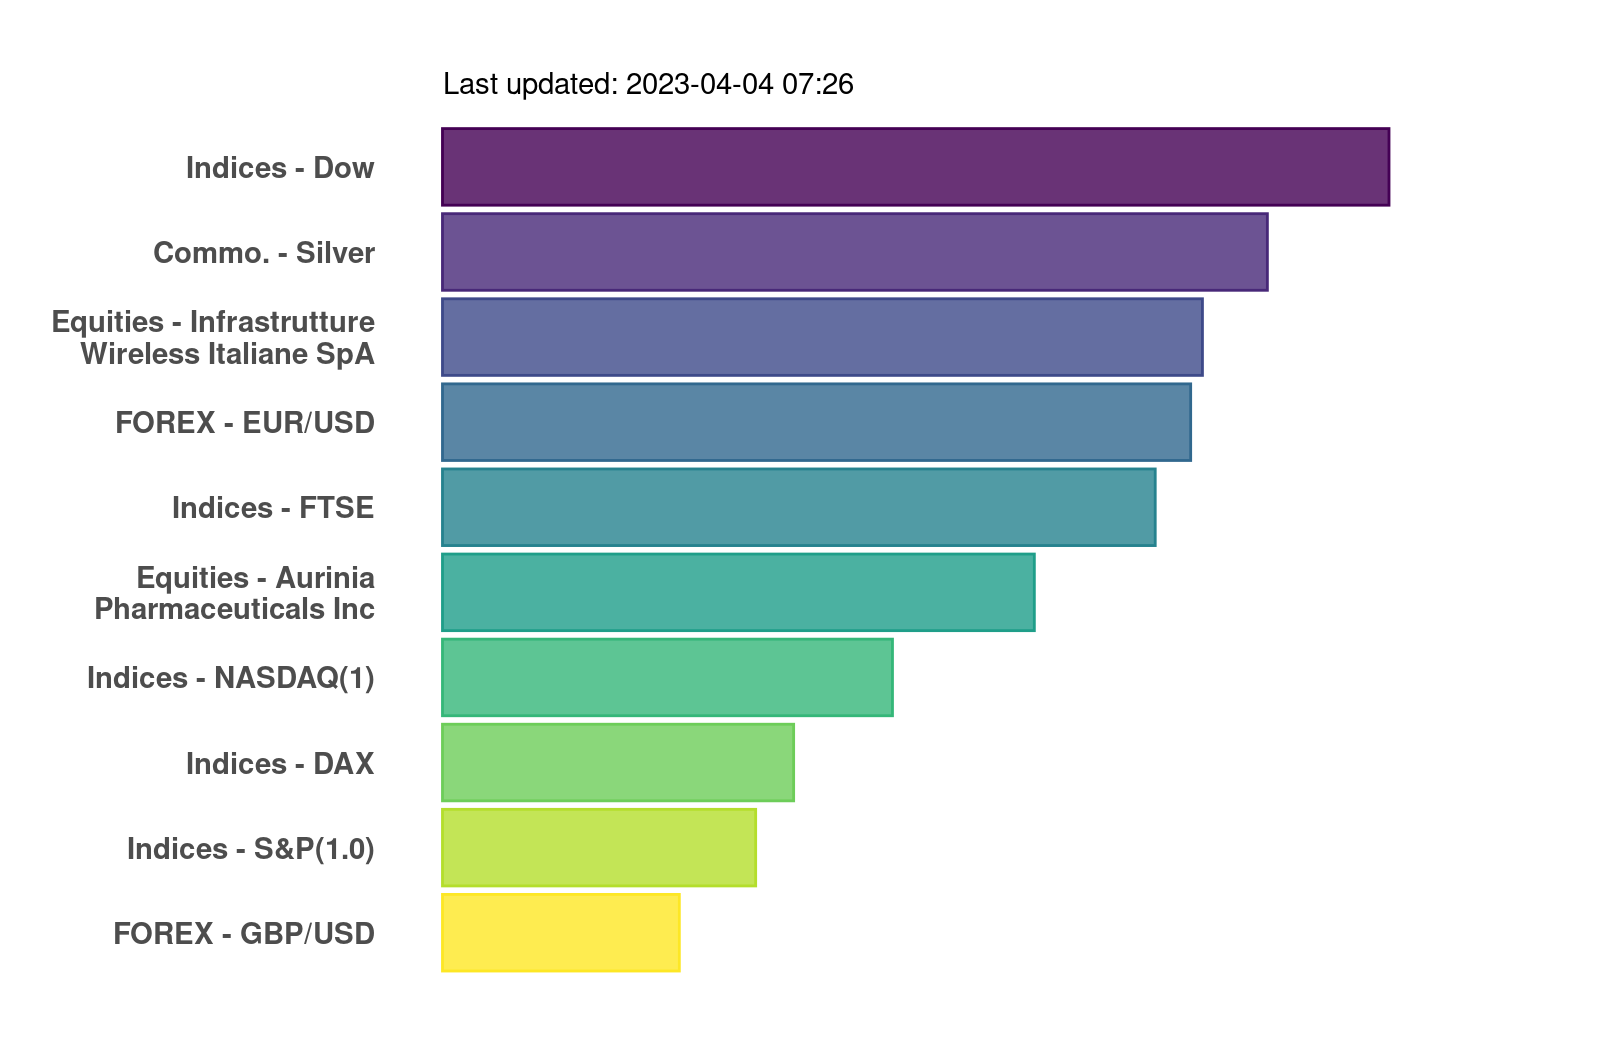 Last updated: 2023-04-04 07:26
Indices - Dow
Commo. - Silver
Equities - Infrastrutture
Wireless Italiane SpA
FOREX - EUR/USD
Indices - FTSE
Equities - Aurinia
Pharmaceuticals Inc
Indices - NASDAQ(1)
Indices - DAX
Indices - S&P(1.0)
FOREX - GBP/USD